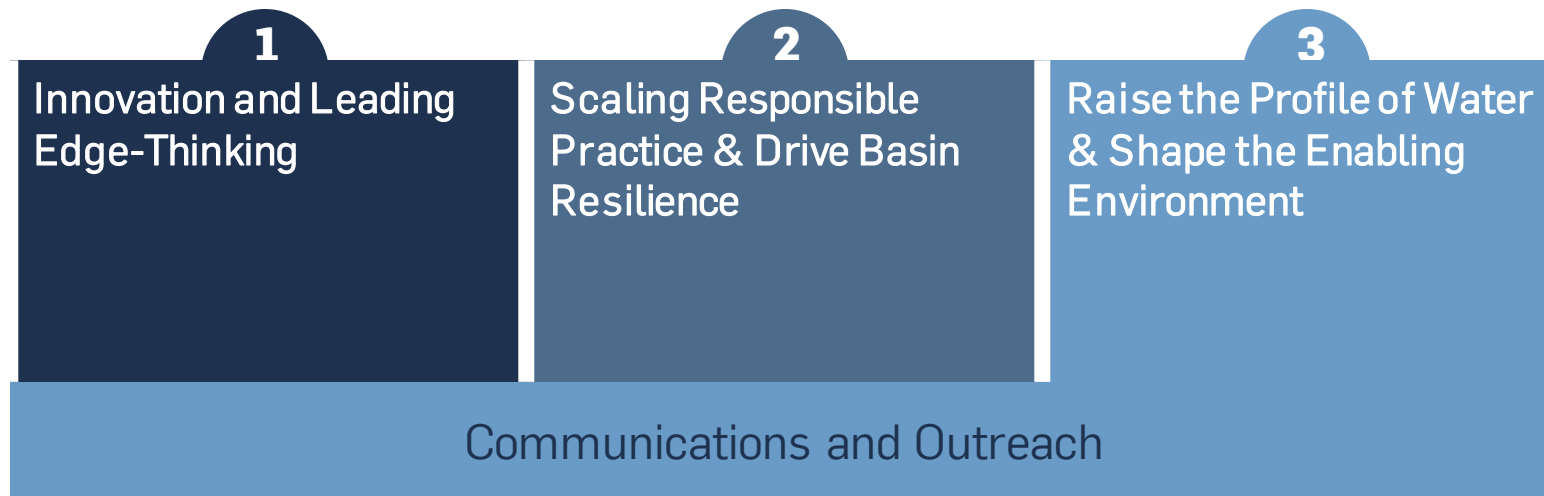 1
Innovation and Leading
Edge-Thinking
2
Scaling Responsible
Practice & Drive Basin
Resilience
3
Raise the Profile of Water
& Shape the Enabling
Environment
Communications and Outreach